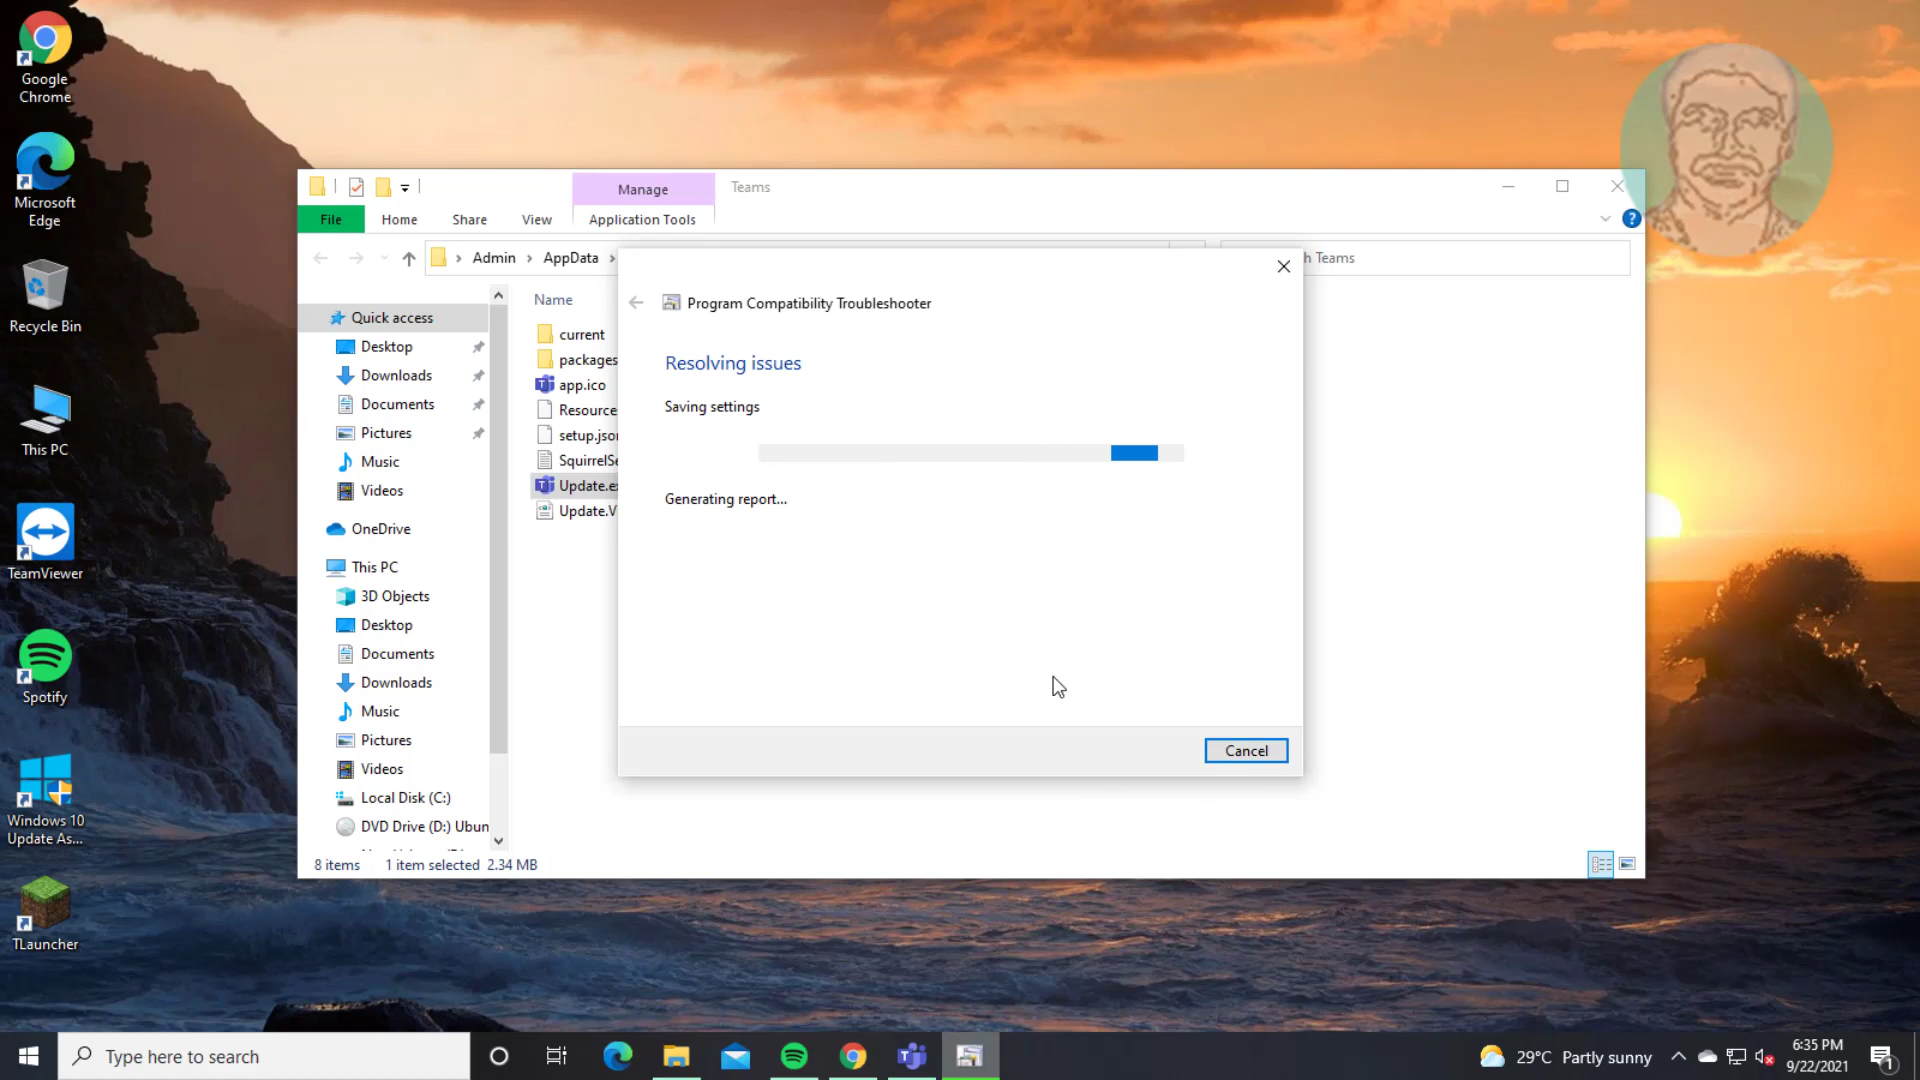 Google
Chrome
Microsoft
Edge
Recycle Bin
This PC
TeamViewer
Spotify
Windows 10
Update As...
TLauncher
Manage
Teams
File
Home
Share
View
Application Tools
Admin
AppData
h Teams
Quick access
Desktop
Downloads
Documents
Pictures
Music
Videos
OneDrive
This PC
3D Objects
Desktop
Documents
Downloads
Music
Pictures
Videos
Local Disk (C:)
DVD Drive (D:) Ubun
Name
current
packages
app.ico
Resource
setup.jso
SquirrelSe
Update.e
Update.V
Program Compatibility Troubleshooter
Resolving issues
Saving settings
Generating report...
Cancel
8 items
1 item selected 2.34 MB
Type here to search
29°C Partly sunny
6:35 PM
9/22/2021
1